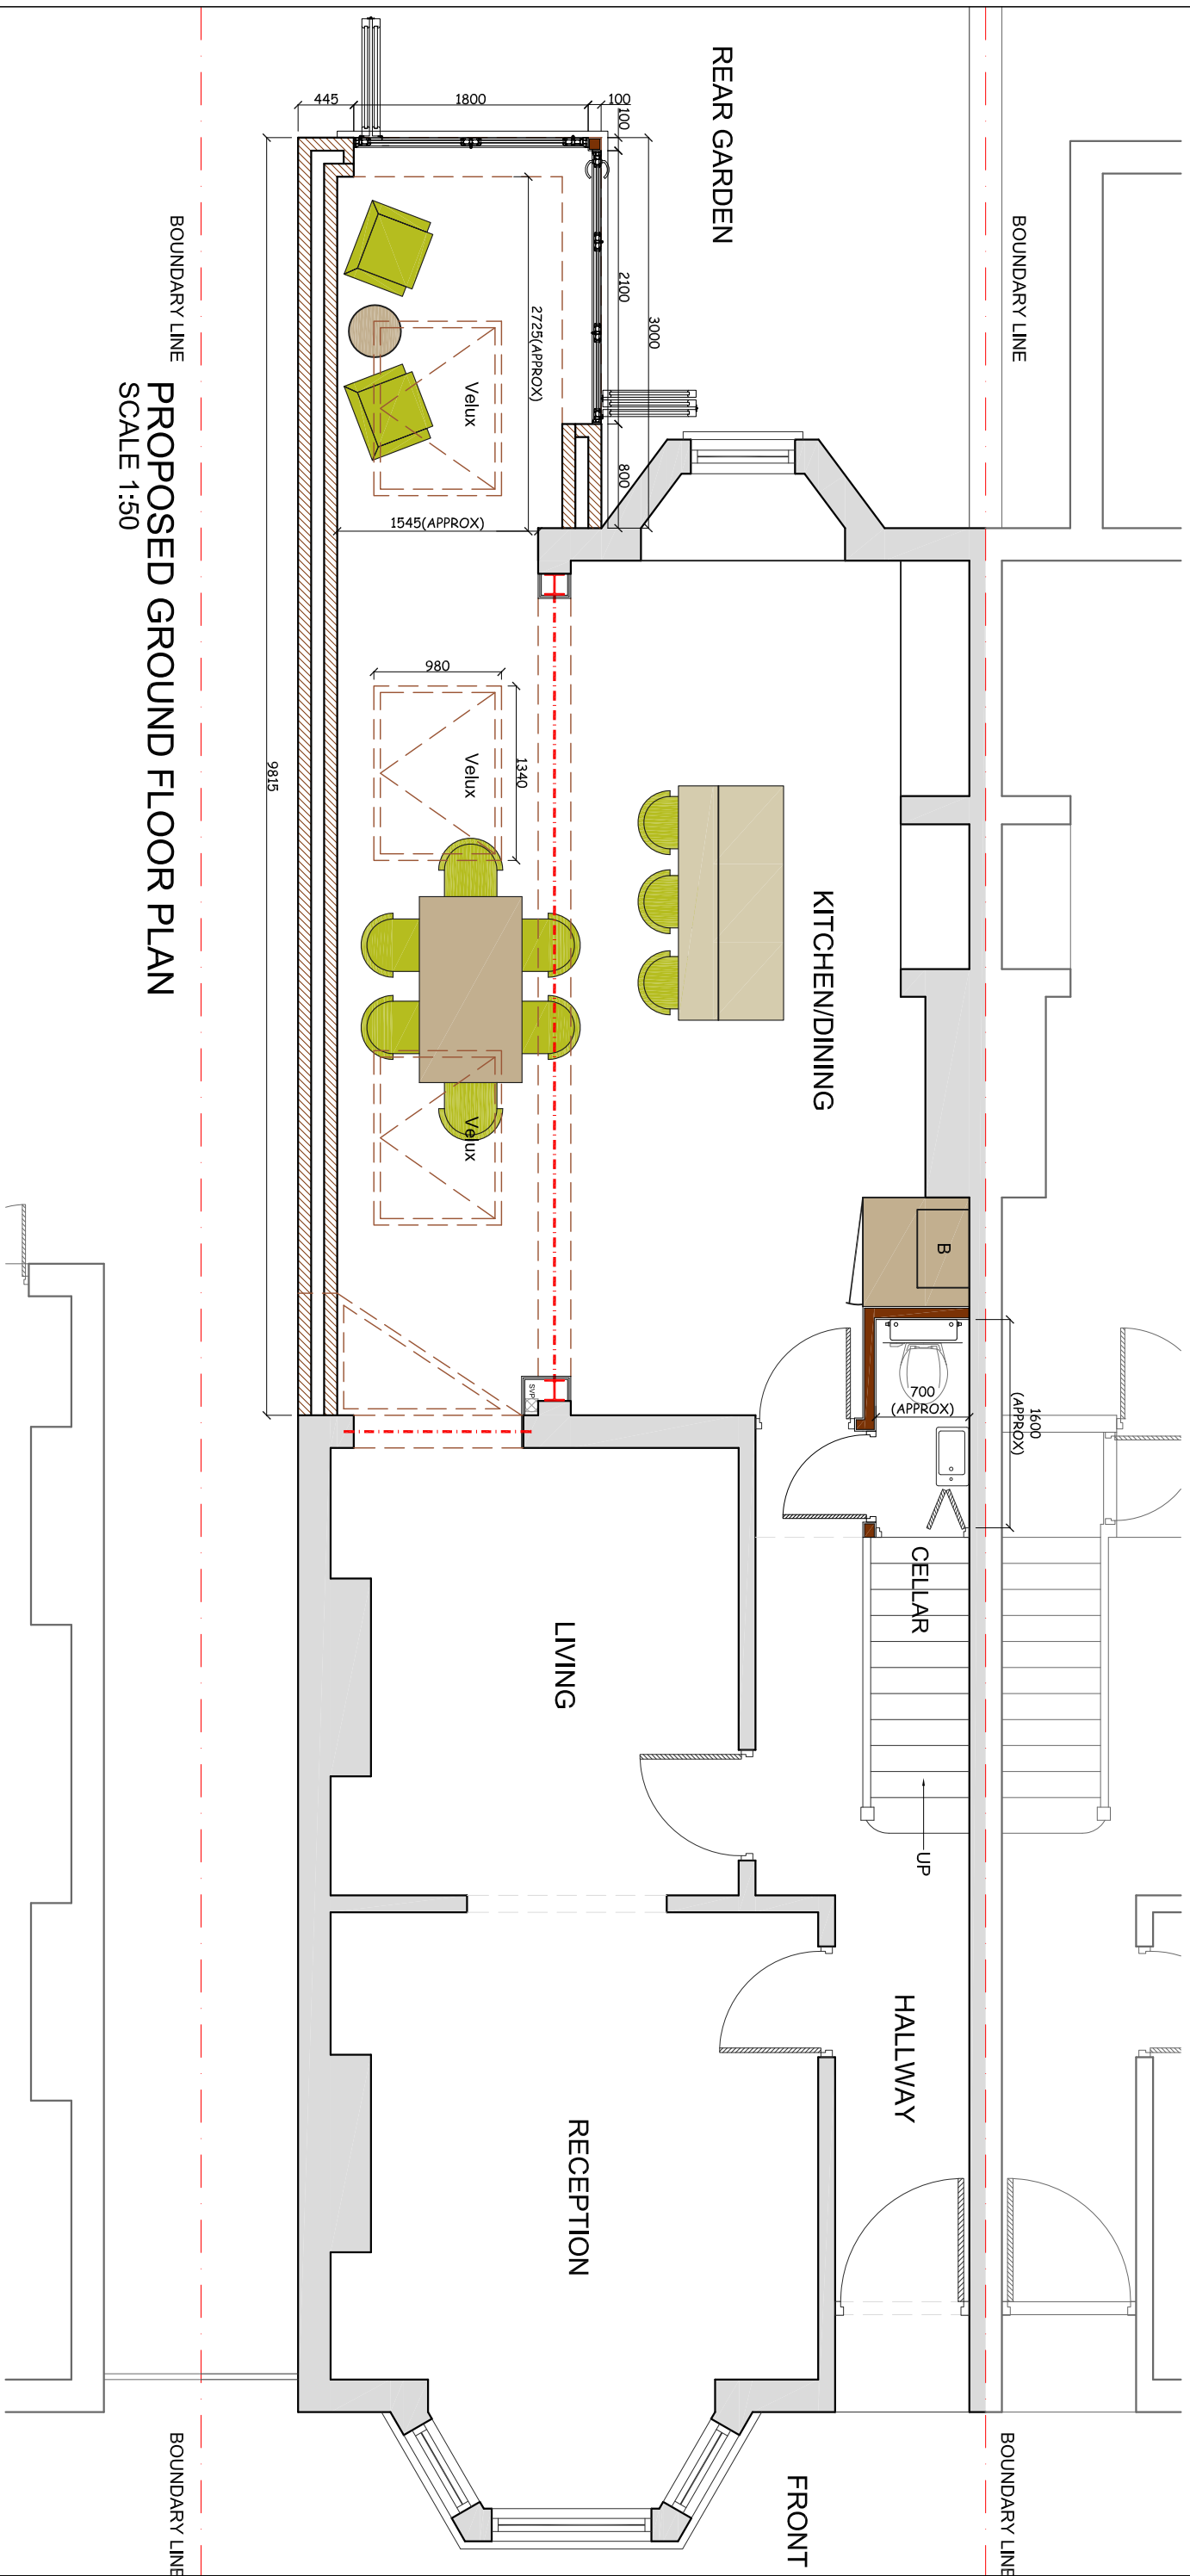 BOUNDARY LINE
BOUNDARY LINE
BOUNDARY LINE
BOUNDARY LINE
REAR GARDEN
FRONT
KITCHEN/DINING
CELLAR
UP
HALLWAY
LIVING
RECEPTION
B
SVP
Velux
Velux
Velux
445
1800
100
100
2100
3000
800
2725(APPROX)
1545(APPROX)
980
1340
9815
700
(APPROX)
1600
(APPROX)
PROPOSED GROUND FLOOR PLAN
SCALE 1:50